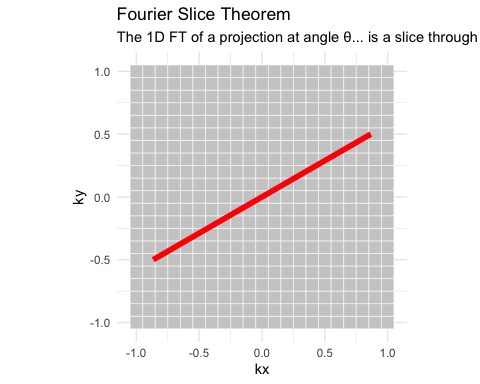 Fourier Slice Theorem
The 1D FT of a projection at angle θ... is a slice through
1.0
0.5
0.0
-0.5
-1.0
ky
-1.0 -0.5 0.0 0.5 1.0
kx